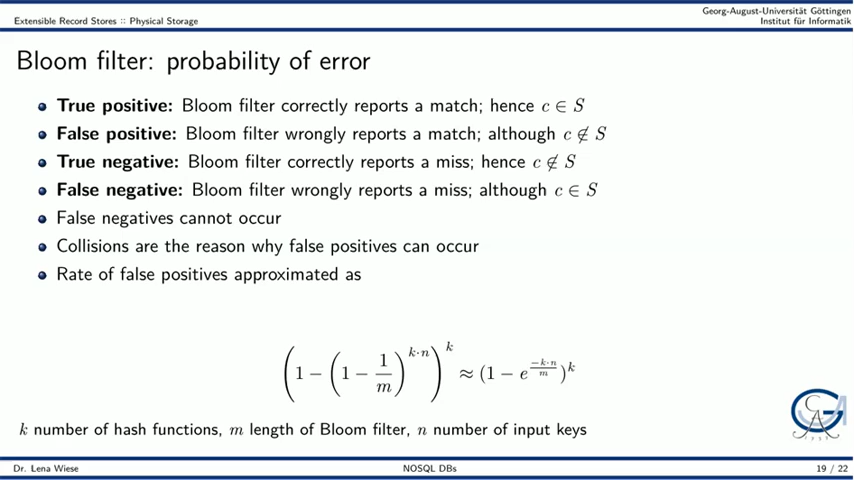 Georg-August-Universität Göttingen
Extensible Record Stores :: Physical Storage
Institut für Informatik
Bloom filter: probability of error
True positive: Bloom filter correctly reports a match; hence c ∈ S
False positive: Bloom filter wrongly reports a match; although c ∉ S
True negative: Bloom filter correctly reports a miss; hence c ∉ S
False negative: Bloom filter wrongly reports a miss; although c ∈ S
False negatives cannot occur
Collisions are the reason why false positives can occur
Rate of false positives approximated as
(1 − (1 − 1/m)^{k·n})^k ≈ (1 − e^{−k·n/m})^k
k number of hash functions, m length of Bloom filter, n number of input keys
Dr. Lena Wiese NOSQL DBs 19 / 22